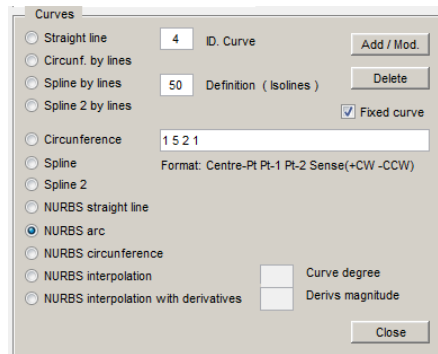 Curves
Straight line 4 ID. Curve Add / Mod.
Circunf. by lines
Spline by lines 50 Definition ( Isolines ) Delete
Spline 2 by lines Fixed curve
Circunference 1 5 2 1
Spline Format: Centre-Pt Pt-1 Pt-2 Sense(+CW -CCW)
Spline 2
NURBS straight line
NURBS arc
NURBS circunference
NURBS interpolation Curve degree
NURBS interpolation with derivatives Derivs magnitude
Close